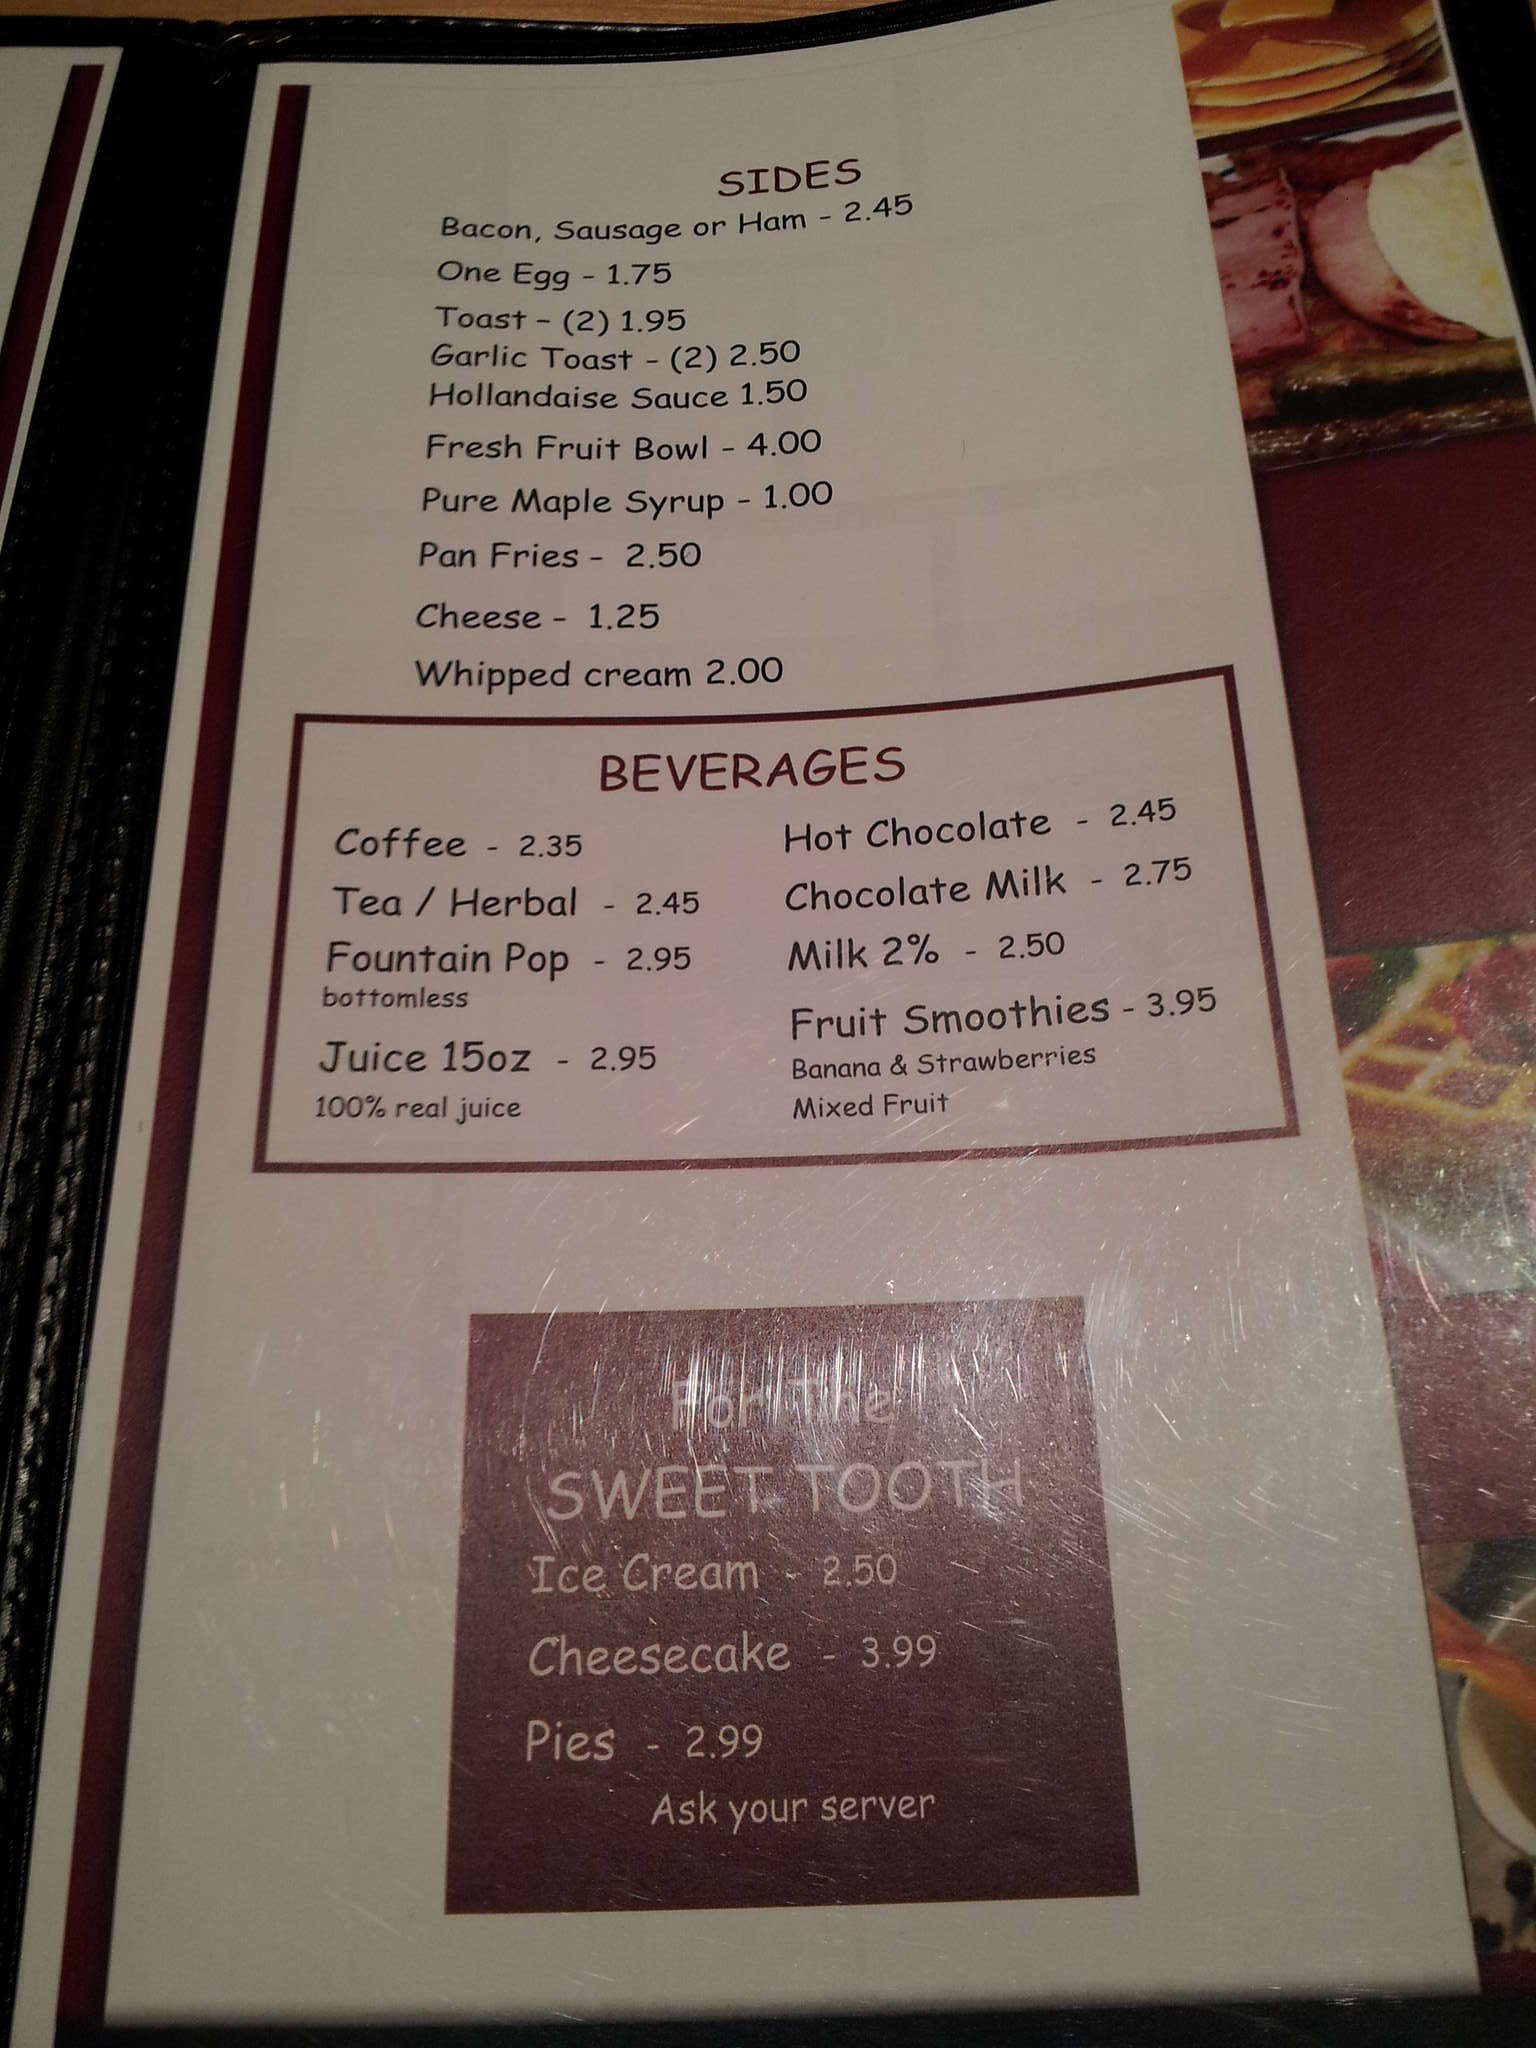 SIDES
Bacon, Sausage or Ham - 2.45
One Egg - 1.75
Toast - (2) 1.95
Garlic Toast - (2) 2.50
Hollandaise Sauce 1.50
Fresh Fruit Bowl - 4.00
Pure Maple Syrup - 1.00
Pan Fries - 2.50
Cheese - 1.25
Whipped cream 2.00
BEVERAGES
Coffee - 2.35
Tea / Herbal - 2.45
Fountain Pop - 2.95
bottomless
Juice 15oz - 2.95
100% real juice
Hot Chocolate - 2.45
Chocolate Milk - 2.75
Milk 2% - 2.50
Fruit Smoothies - 3.95
Banana & Strawberries
Mixed Fruit
For The
SWEET TOOTH
Ice Cream - 2.50
Cheesecake - 3.99
Pies - 2.99
Ask your server